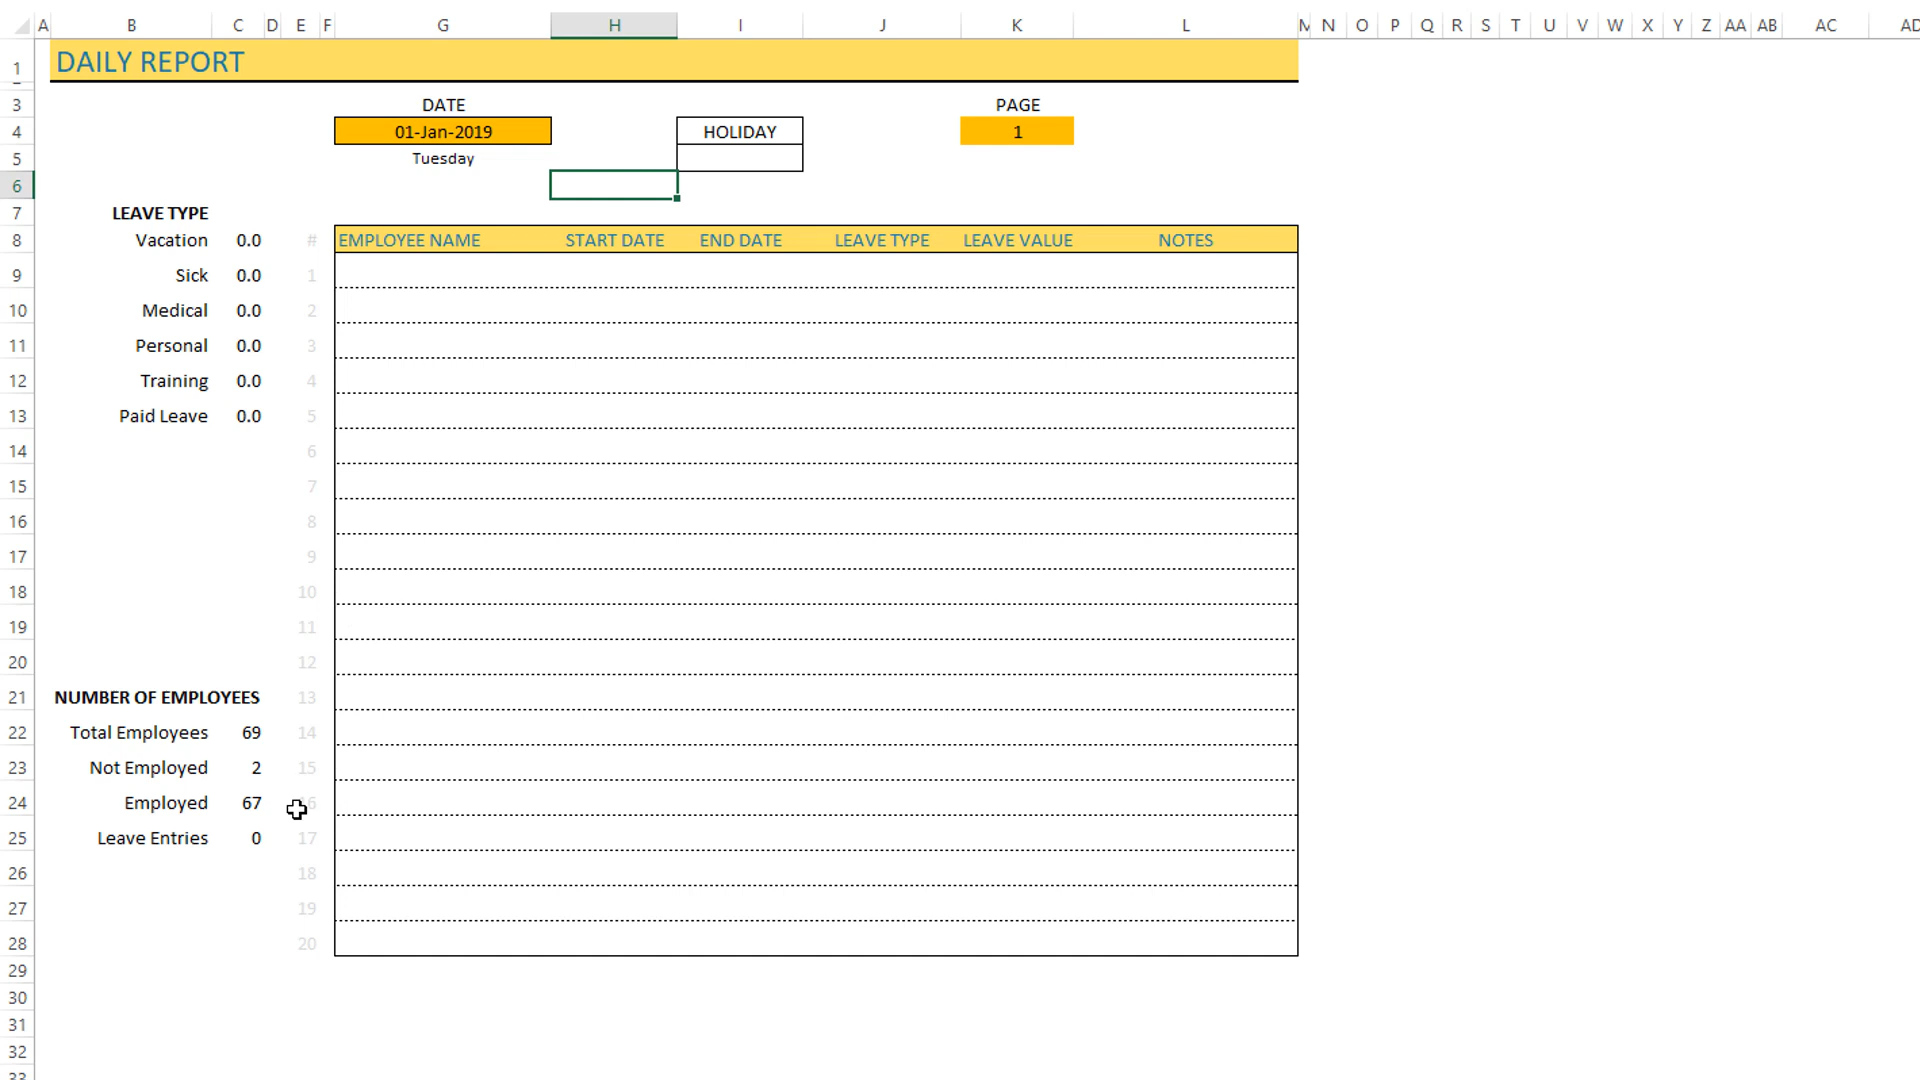 A B C D E F G H I J K L M N O P Q R S T U V W X Y Z AA AB AC AD
1 DAILY REPORT
3 DATE PAGE
4 01-Jan-2019 HOLIDAY 1
5 Tuesday
6
7 LEAVE TYPE
8 Vacation 0.0 # EMPLOYEE NAME START DATE END DATE LEAVE TYPE LEAVE VALUE NOTES
9 Sick 0.0 1
10 Medical 0.0 2
11 Personal 0.0 3
12 Training 0.0 4
13 Paid Leave 0.0 5
14 6
15 7
16 8
17 9
18 10
19 11
20 12
21 NUMBER OF EMPLOYEES 13
22 Total Employees 69 14
23 Not Employed 2 15
24 Employed 67 16
25 Leave Entries 0 17
26 18
27 19
28 20
29
30
31
32
33